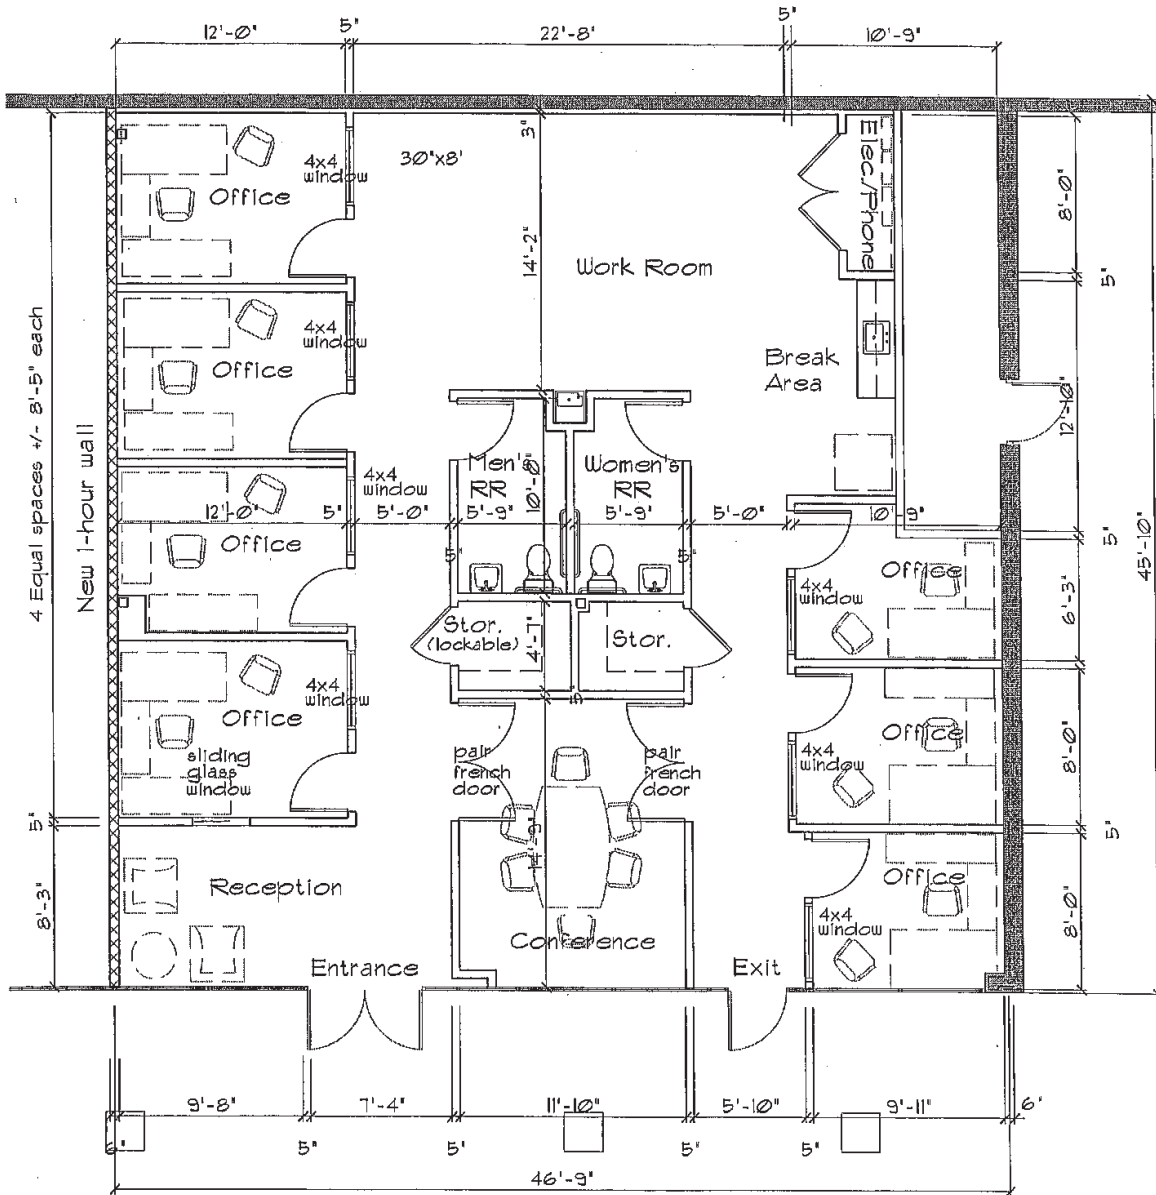 12'-0"
5"
22'-8"
5"
10'-9"
3"
30"x8'
4x4
window
Office
Elec./Phone
8'-0"
5"
14'-2"
Work Room
4x4
window
Office
Break
Area
12'-10"
4 Equal spaces +/- 8'-5" each
New 1-hour wall
Men's
RR
10'-0"
Women's
RR
4x4
window
12'-0"
5"
5'-0"
5'-9"
5'-9"
5'-0"
10'-9"
Office
5"
5"
5"
45'-10"
Office
4x4
window
6'-3"
Stor.
(lockable)
4'-7"
Stor.
4x4
window
Office
5"
sliding
glass
window
pair
french
door
pair
french
door
Office
4x4
window
8'-0"
5"
5"
14'-9"
Reception
8'-3"
Office
4x4
window
8'-0"
Conference
Entrance
Exit
9'-8"
7'-4"
11'-10"
5'-10"
9'-11"
6"
6"
5"
5"
5"
5"
46'-9"